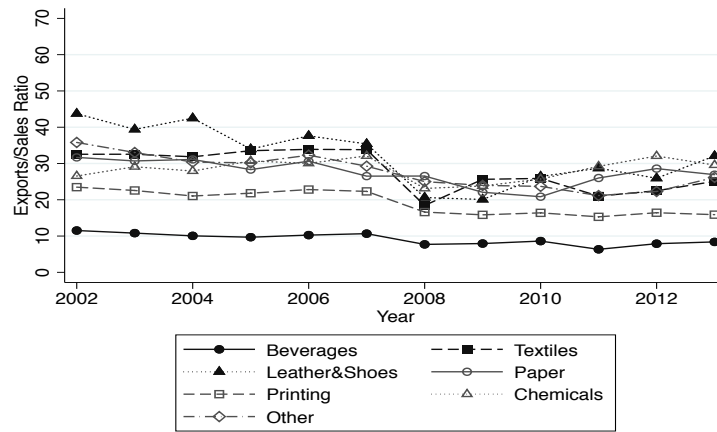 70
60
50
40
30
20
10
0
Exports/Sales Ratio
2002 2004 2006 2008 2010 2012
Year
Beverages Textiles
Leather&Shoes Paper
Printing Chemicals
Other